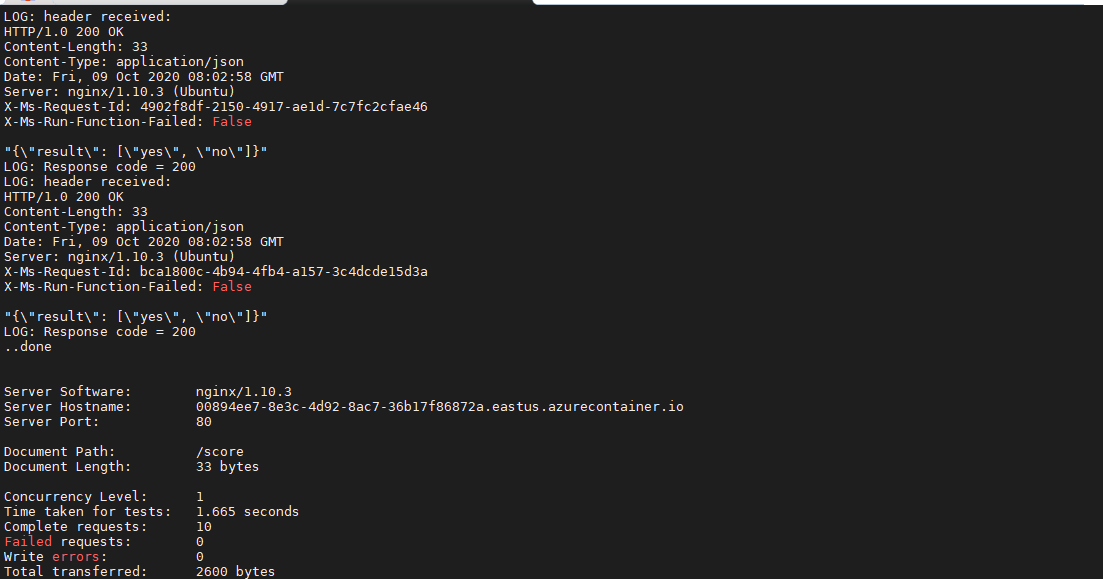 LOG: header received:
HTTP/1.0 200 OK
Content-Length: 33
Content-Type: application/json
Date: Fri, 09 Oct 2020 08:02:58 GMT
Server: nginx/1.10.3 (Ubuntu)
X-Ms-Request-Id: 4902f8df-2150-4917-ae1d-7c7fc2cfae46
X-Ms-Run-Function-Failed: False
"{\"result\": [\"yes\", \"no\"]}"
LOG: Response code = 200
LOG: header received:
HTTP/1.0 200 OK
Content-Length: 33
Content-Type: application/json
Date: Fri, 09 Oct 2020 08:02:58 GMT
Server: nginx/1.10.3 (Ubuntu)
X-Ms-Request-Id: bca1800c-4b94-4fb4-a157-3c4dcde15d3a
X-Ms-Run-Function-Failed: False
"{\"result\": [\"yes\", \"no\"]}"
LOG: Response code = 200
..done
Server Software: nginx/1.10.3
Server Hostname: 00894ee7-8e3c-4d92-8ac7-36b17f86872a.eastus.azurecontainer.io
Server Port: 80
Document Path: /score
Document Length: 33 bytes
Concurrency Level: 1
Time taken for tests: 1.665 seconds
Complete requests: 10
Failed requests: 0
Write errors: 0
Total transferred: 2600 bytes